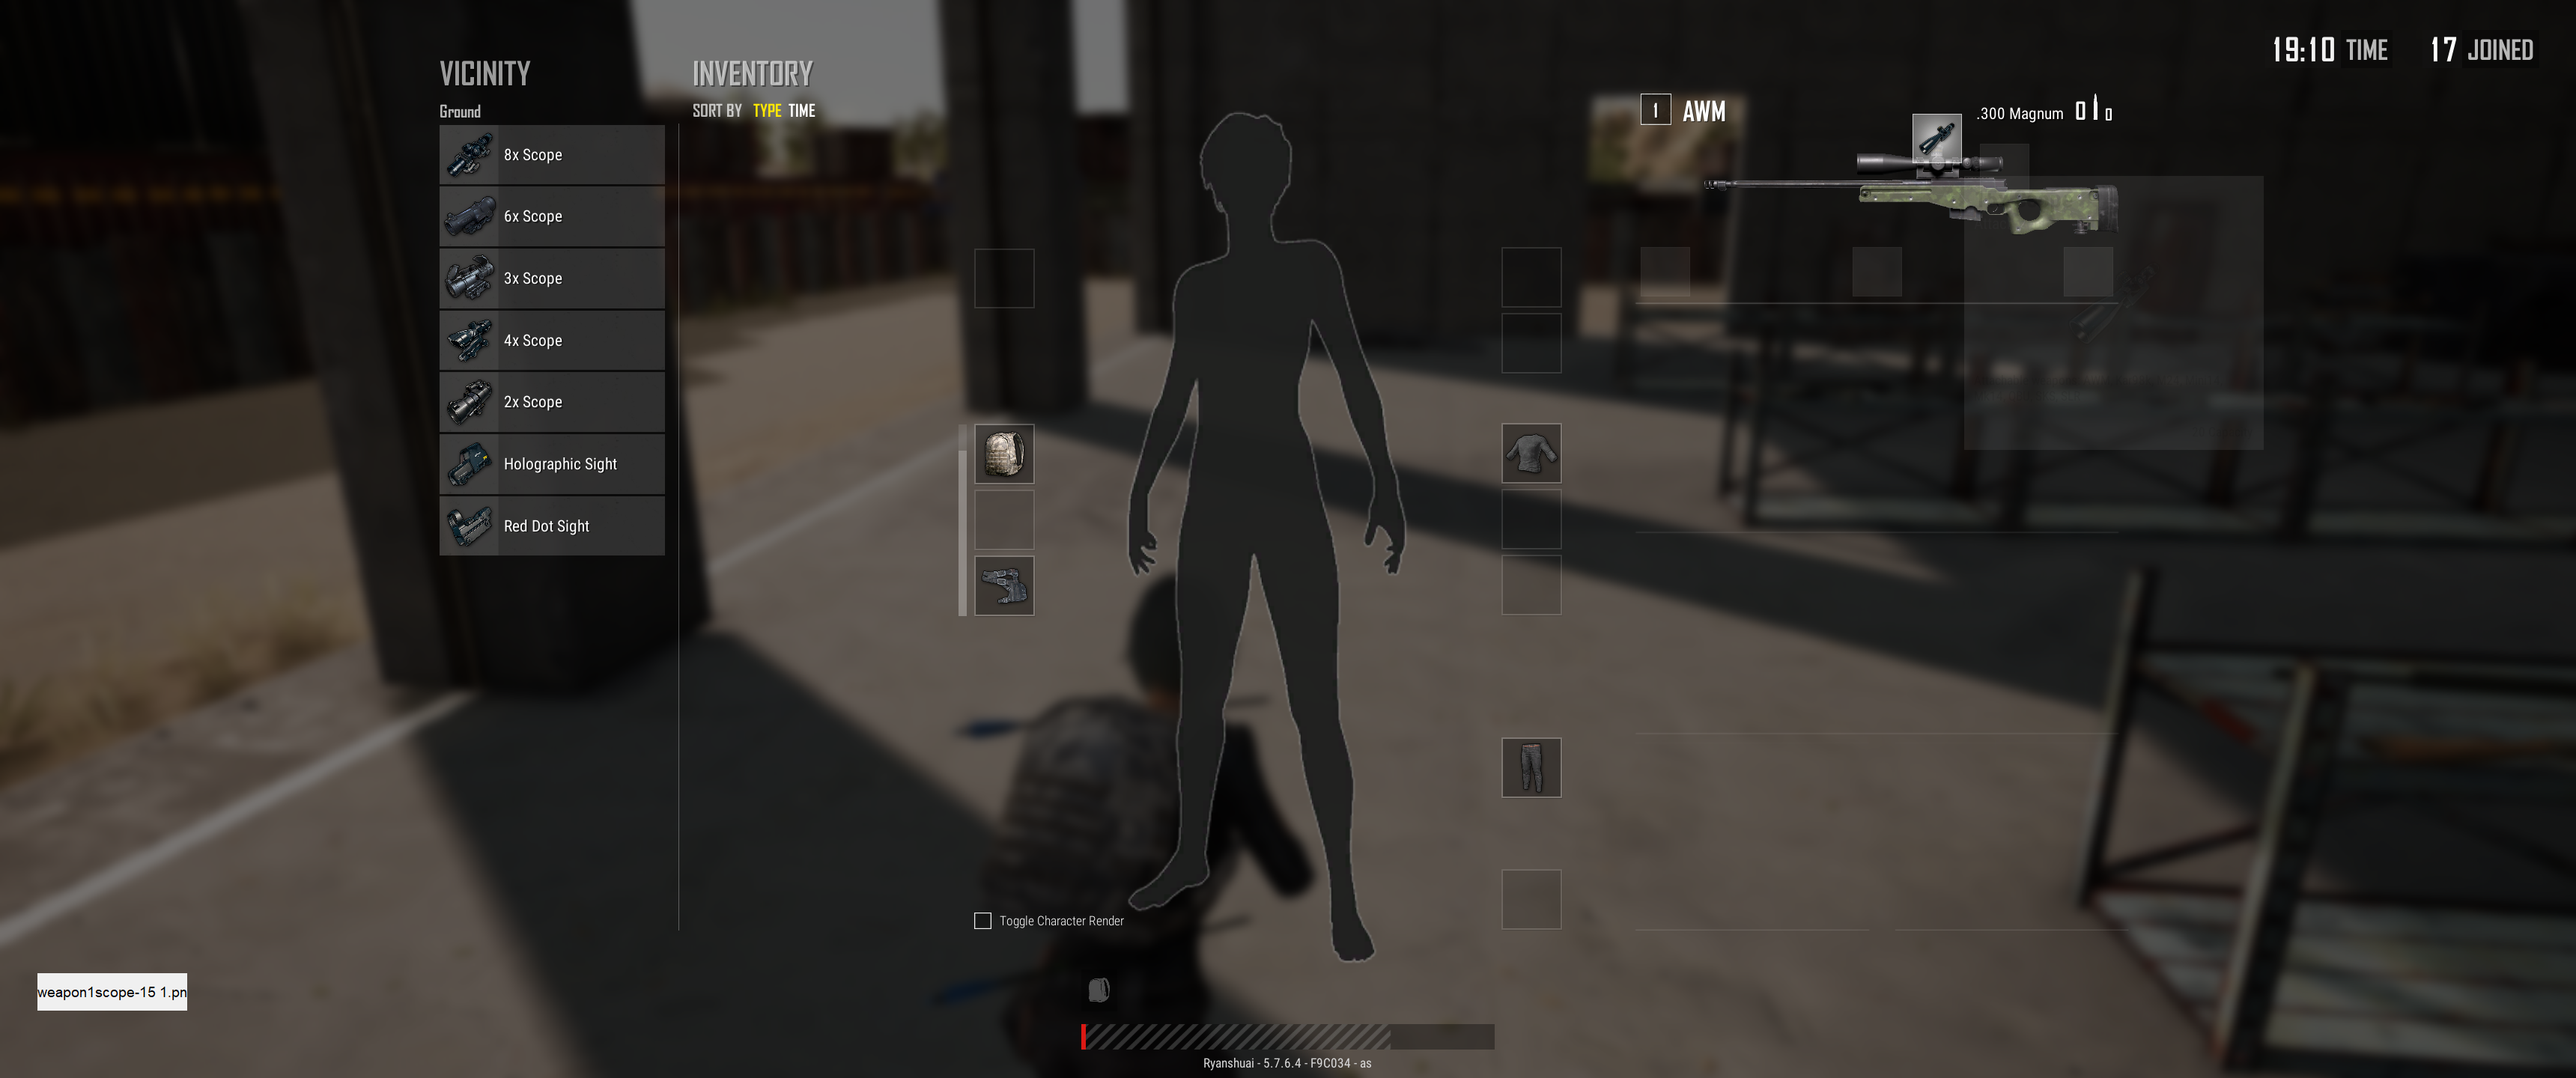 VICINITY
Ground
8x Scope
6x Scope
3x Scope
4x Scope
2x Scope
Holographic Sight
Red Dot Sight
INVENTORY
SORT BY TYPE TIME
Toggle Character Render
1 AWM
.300 Magnum 0 0
19:10 TIME 17 JOINED
weapon1scope-15 1.pn
Ryanshuai - 5.7.6.4 - F9C034 - as